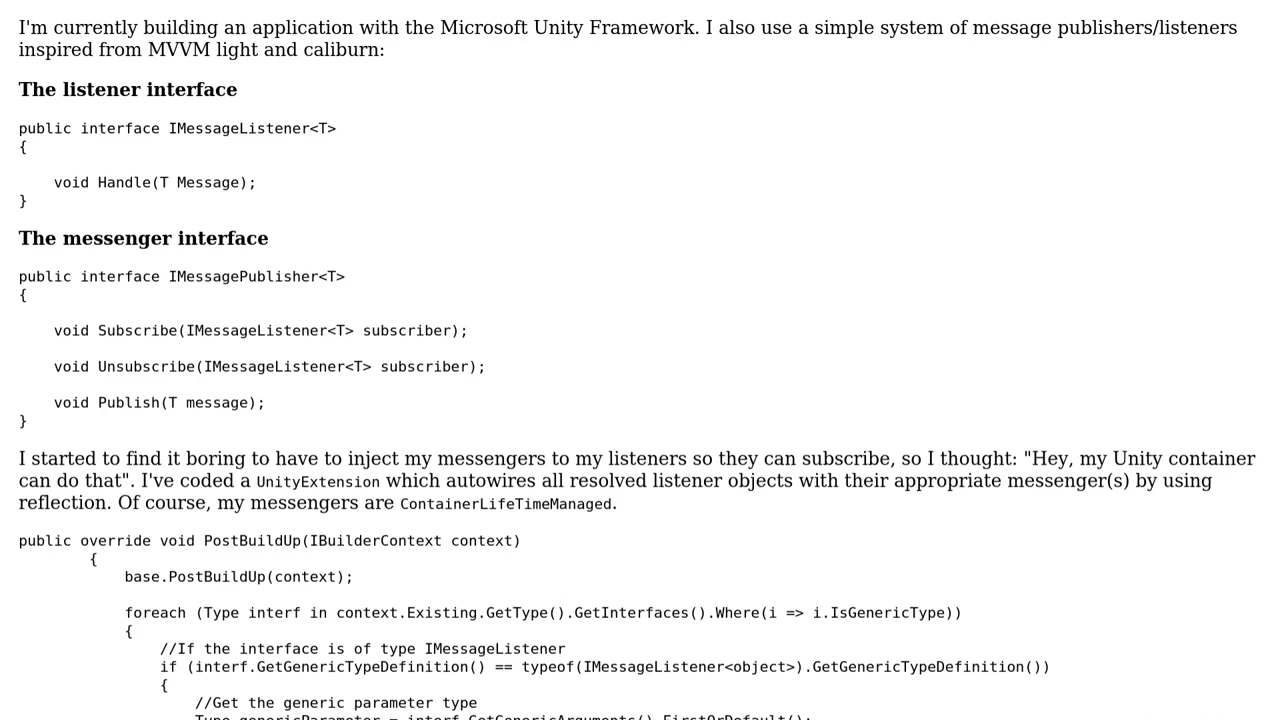 I'm currently building an application with the Microsoft Unity Framework. I also use a simple system of message publishers/listeners
inspired from MVVM light and caliburn:
The listener interface
public interface IMessageListener<T>
{
    void Handle(T Message);
}
The messenger interface
public interface IMessagePublisher<T>
{
    void Subscribe(IMessageListener<T> subscriber);
    void Unsubscribe(IMessageListener<T> subscriber);
    void Publish(T message);
}
I started to find it boring to have to inject my messengers to my listeners so they can subscribe, so I thought: "Hey, my Unity container
can do that". I've coded a UnityExtension which autowires all resolved listener objects with their appropriate messenger(s) by using
reflection. Of course, my messengers are ContainerLifeTimeManaged.
public override void PostBuildUp(IBuilderContext context)
        {
            base.PostBuildUp(context);
            foreach (Type interf in context.Existing.GetType().GetInterfaces().Where(i => i.IsGenericType))
            {
                //If the interface is of type IMessageListener
                if (interf.GetGenericTypeDefinition() == typeof(IMessageListener<object>).GetGenericTypeDefinition())
                {
                    //Get the generic parameter type
                    Type genericParameter = interf.GetGenericArguments().FirstOrDefault();